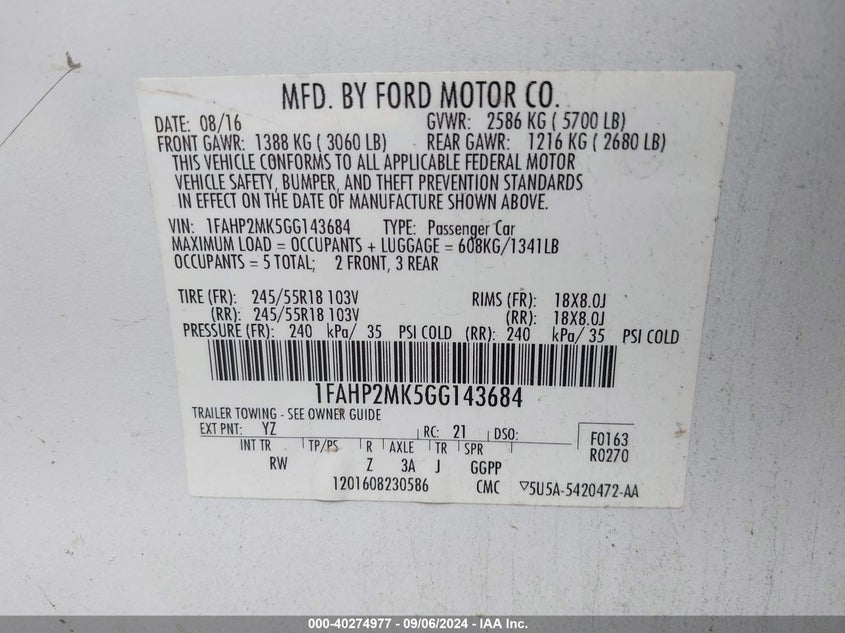 MFD. BY FORD MOTOR CO.
DATE: 08/16 GVWR: 2586 KG ( 5700 LB)
FRONT GAWR: 1388 KG ( 3060 LB) REAR GAWR: 1216 KG ( 2680 LB)
THIS VEHICLE CONFORMS TO ALL APPLICABLE FEDERAL MOTOR
VEHICLE SAFETY, BUMPER, AND THEFT PREVENTION STANDARDS
IN EFFECT ON THE DATE OF MANUFACTURE SHOWN ABOVE.
VIN: 1FAHP2MK5GG143684 TYPE: Passenger Car
MAXIMUM LOAD = OCCUPANTS + LUGGAGE = 608KG/1341LB
OCCUPANTS = 5 TOTAL; 2 FRONT, 3 REAR
TIRE (FR): 245/55R18 103V RIMS (FR): 18X8.0J
(RR): 245/55R18 103V (RR): 18X8.0J
PRESSURE (FR): 240 kPa/ 35 PSI COLD (RR): 240 kPa/ 35 PSI COLD
1FAHP2MK5GG143684
TRAILER TOWING - SEE OWNER GUIDE
EXT PNT: YZ RC: 21 DSO: F0163
INT TR TP/PS R AXLE TR SPR R0270
RW Z 3A J GGPP
1201608230586 CMC ▽5U5A-5420472-AA
000-40274977 - 09/06/2024 - IAA Inc.